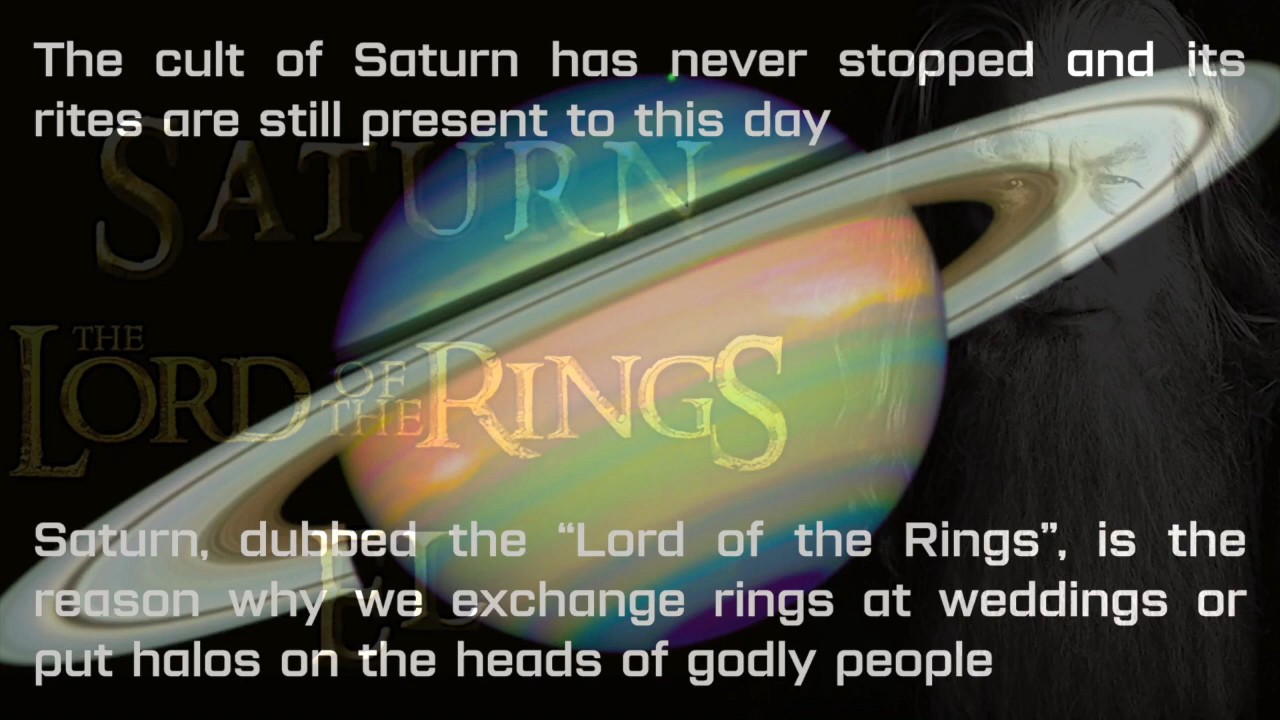 The cult of Saturn has never stopped and its
rites are still present to this day
SATURN
THE
LORD OF THE RINGS
EL
Saturn, dubbed the “Lord of the Rings”, is the
reason why we exchange rings at weddings or
put halos on the heads of godly people